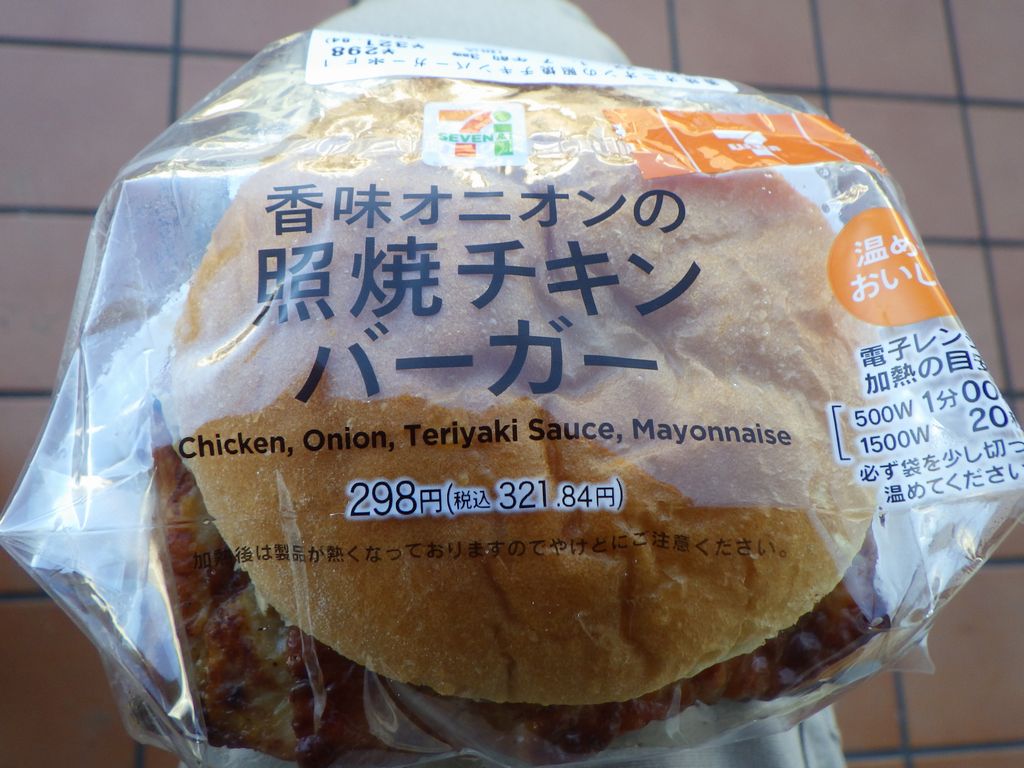 ¥298
¥321.84)
7i
SEVEN
香味オニオンの
照焼チキン
バーガー
Chicken, Onion, Teriyaki Sauce, Mayonnaise
298円(税込 321.84円)
加熱後は製品が熱くなっておりますのでやけどにご注意ください。
温め
おいし
電子レン
加熱の目
500W 1分00
1500W 20
必ず袋を少し切っ
温めてください